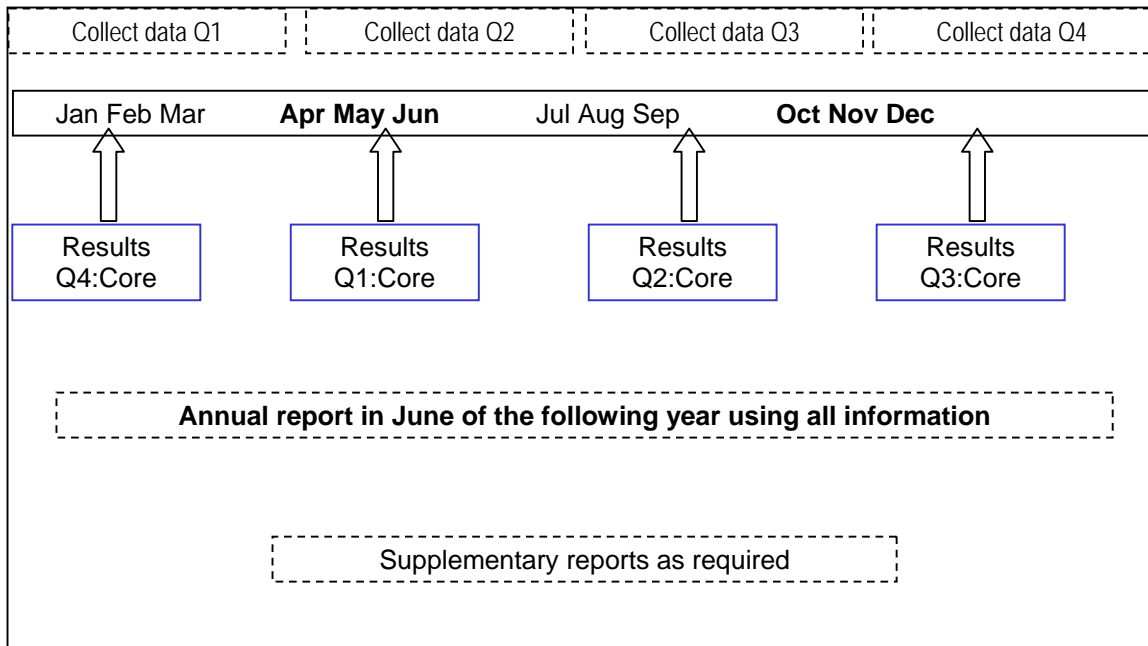 Collect data Q1
Collect data Q2
Collect data Q3
Collect data Q4
Jan Feb Mar
Apr May Jun
Jul Aug Sep
Oct Nov Dec
Results
Q4:Core
Results
Q1:Core
Results
Q2:Core
Results
Q3:Core
Annual report in June of the following year using all information
Supplementary reports as required